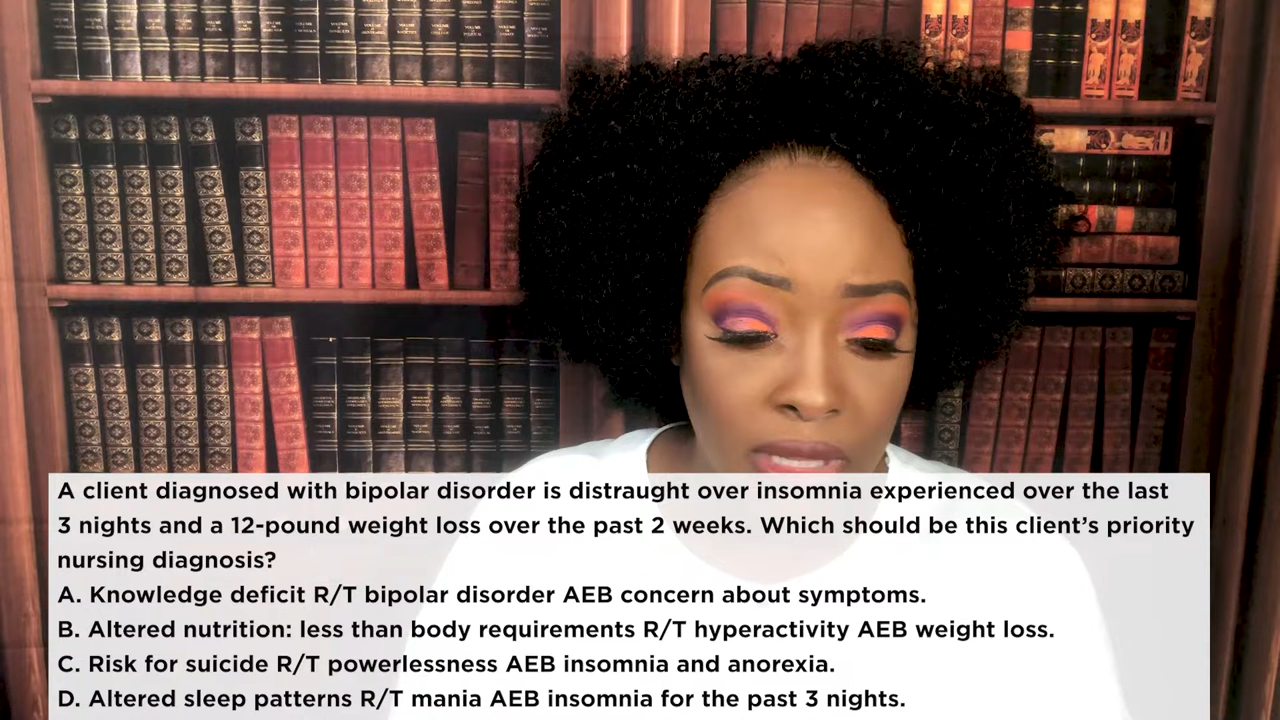 A client diagnosed with bipolar disorder is distraught over insomnia experienced over the last
3 nights and a 12-pound weight loss over the past 2 weeks. Which should be this client’s priority
nursing diagnosis?
A. Knowledge deficit R/T bipolar disorder AEB concern about symptoms.
B. Altered nutrition: less than body requirements R/T hyperactivity AEB weight loss.
C. Risk for suicide R/T powerlessness AEB insomnia and anorexia.
D. Altered sleep patterns R/T mania AEB insomnia for the past 3 nights.